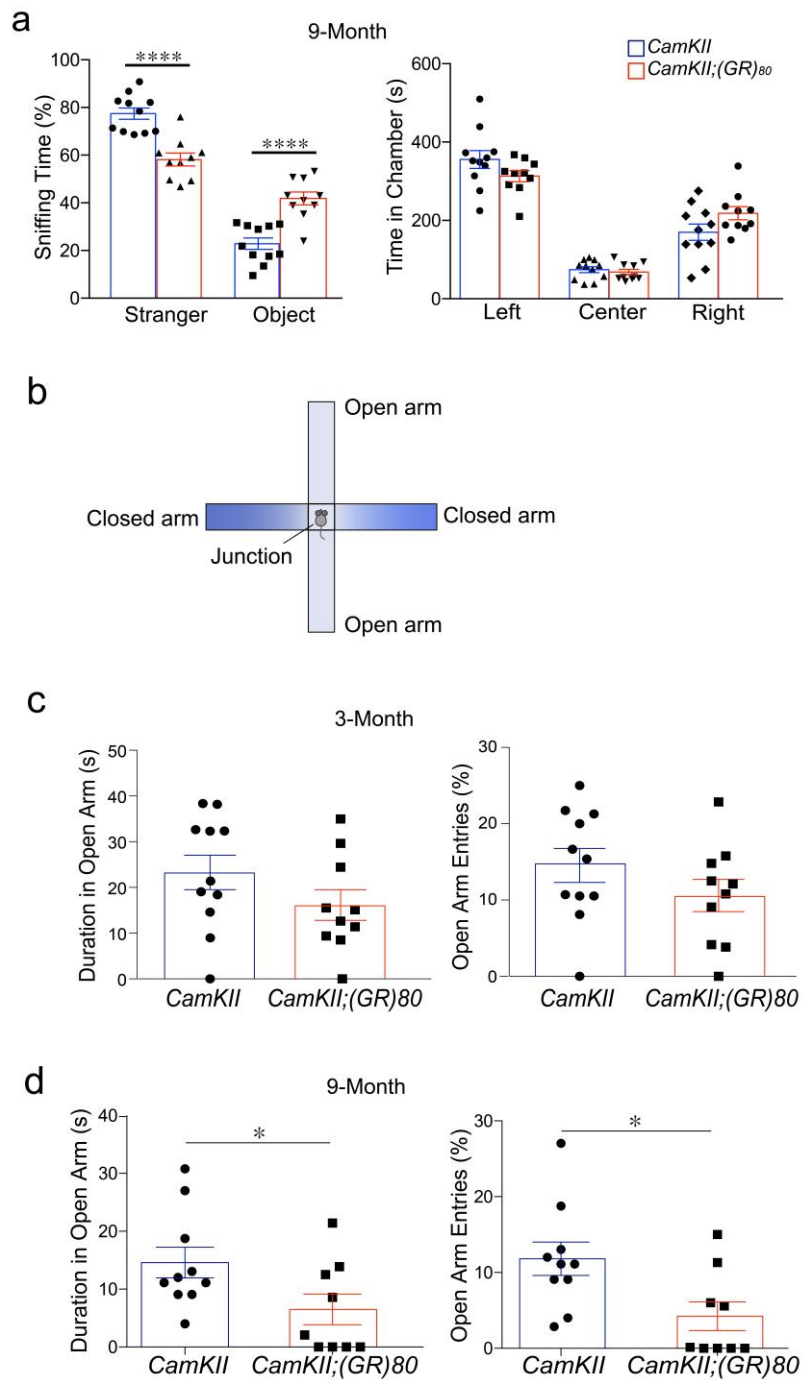 a
9-Month
CamKII
CamKII;(GR)80
Sniffing Time (%)
100
80
60
40
20
0
****
****
Stranger
Object
Time in Chamber (s)
600
400
200
0
Left
Center
Right
b
Open arm
Closed arm
Closed arm
Junction
Open arm
c
3-Month
Duration in Open Arm (s)
50
40
30
20
10
0
CamKII
CamKII;(GR)80
Open Arm Entries (%)
30
20
10
0
CamKII
CamKII;(GR)80
d
9-Month
Duration in Open Arm (s)
40
30
20
10
0
*
CamKII
CamKII;(GR)80
Open Arm Entries (%)
30
20
10
0
*
CamKII
CamKII;(GR)80